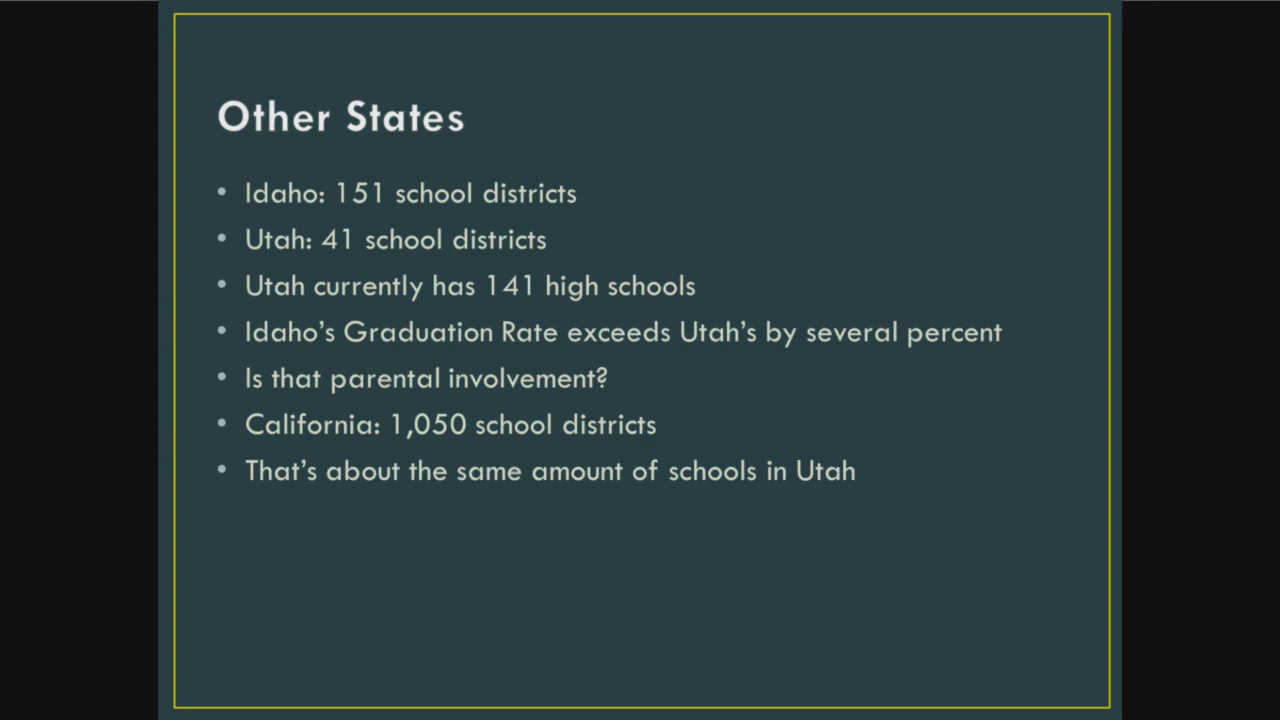 Other States
• Idaho: 151 school districts
• Utah: 41 school districts
• Utah currently has 141 high schools
• Idaho’s Graduation Rate exceeds Utah’s by several percent
• Is that parental involvement?
• California: 1,050 school districts
• That’s about the same amount of schools in Utah